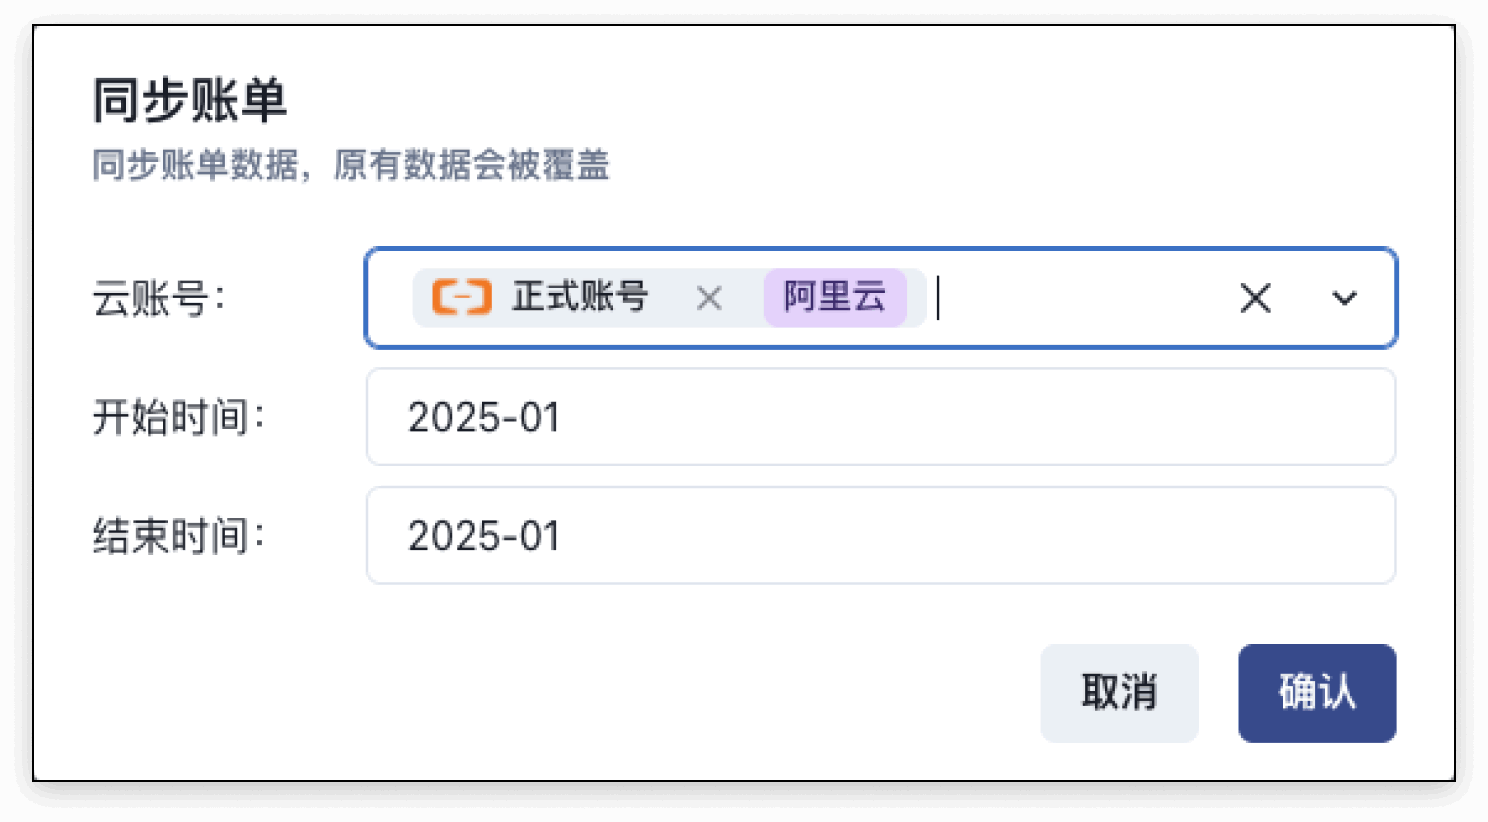 同步账单
同步账单数据，原有数据会被覆盖
云账号：
正式账号 阿里云
开始时间：
2025-01
结束时间：
2025-01
取消
确认